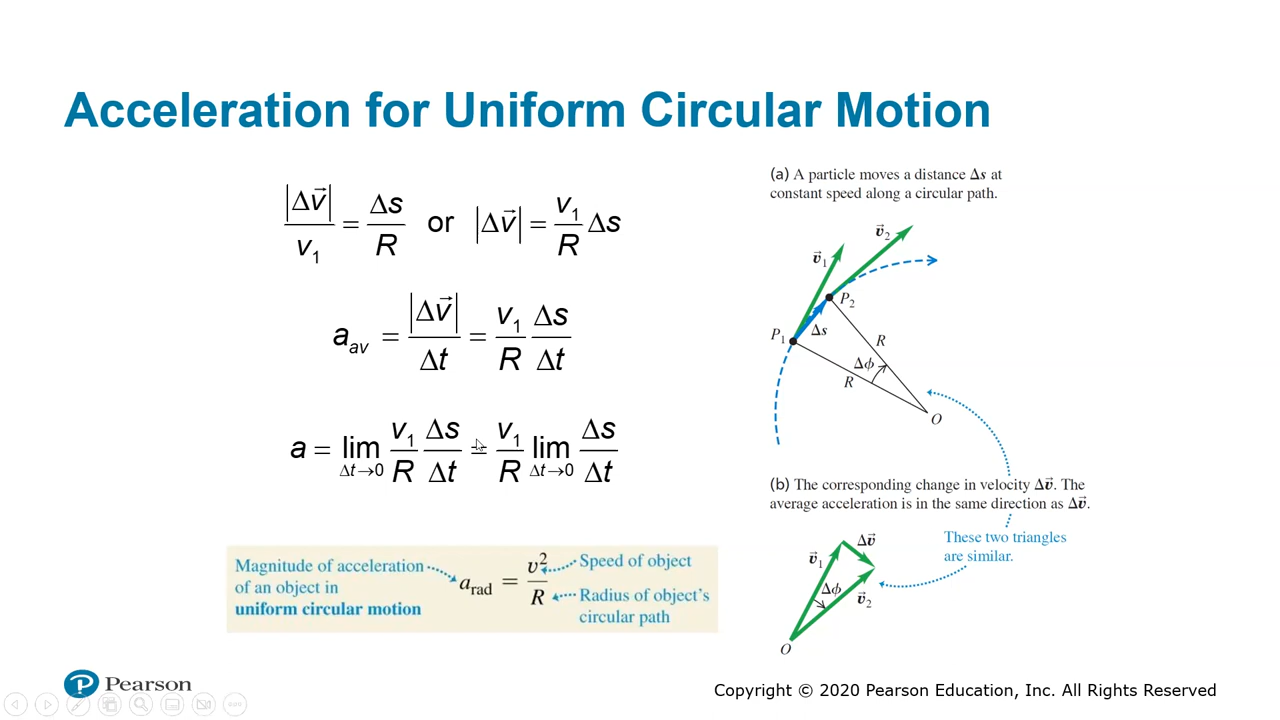 Acceleration for Uniform Circular Motion
|Δv⃗|/v₁ = Δs/R or |Δv⃗| = v₁/R Δs
a_av = |Δv⃗|/Δt = v₁/R Δs/Δt
a = lim_{Δt→0} v₁/R Δs/Δt = v₁/R lim_{Δt→0} Δs/Δt
Magnitude of acceleration
of an object in
uniform circular motion
a_rad = v²/R
Speed of object
Radius of object's
circular path
(a) A particle moves a distance Δs at
constant speed along a circular path.
v⃗₁
v⃗₂
P₁
P₂
Δs
R
Δϕ
R
O
(b) The corresponding change in velocity Δv⃗. The
average acceleration is in the same direction as Δv⃗.
These two triangles
are similar.
v⃗₁
Δv⃗
Δϕ
v⃗₂
O
P Pearson
Copyright © 2020 Pearson Education, Inc. All Rights Reserved